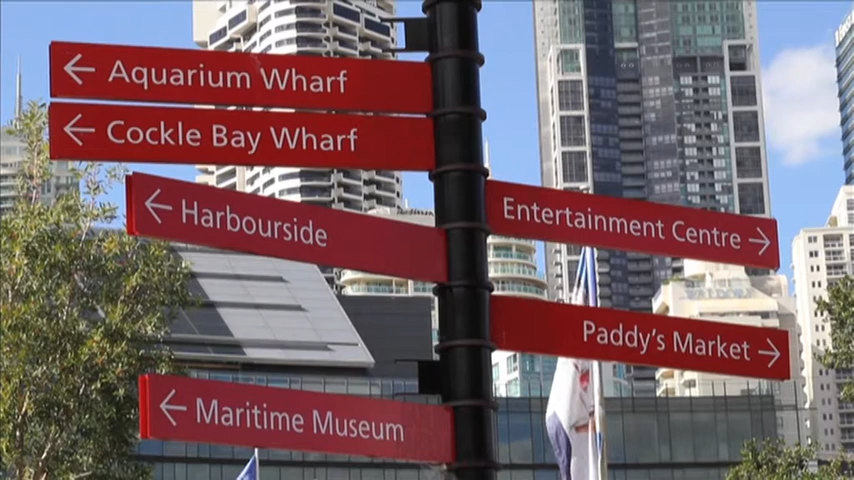 ← Aquarium Wharf
← Cockle Bay Wharf
← Harbourside
Entertainment Centre →
Paddy's Market →
← Maritime Museum